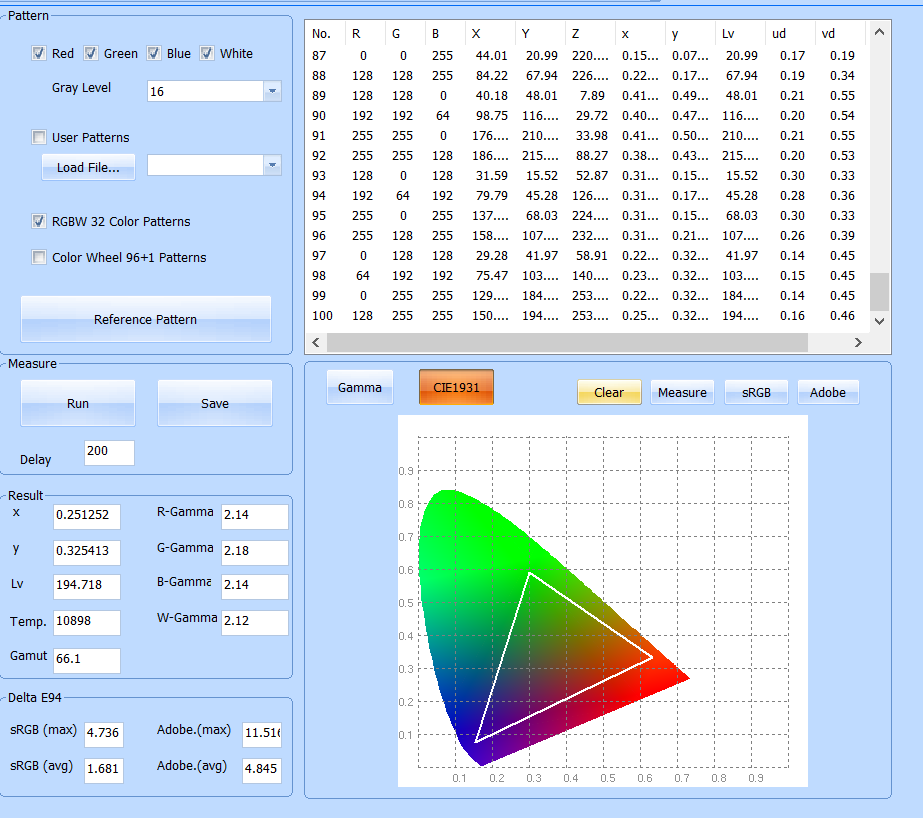 Pattern
Red Green Blue White
Gray Level 16
User Patterns
Load File...
RGBW 32 Color Patterns
Color Wheel 96+1 Patterns
Reference Pattern
Measure
Run Save
Delay 200
Result
x 0.251252 R-Gamma 2.14
y 0.325413 G-Gamma 2.18
Lv 194.718 B-Gamma 2.14
Temp. 10898 W-Gamma 2.12
Gamut 66.1
Delta E94
sRGB (max) 4.736 Adobe.(max) 11.516
sRGB (avg) 1.681 Adobe.(avg) 4.845
No. R G B X Y Z x y Lv ud vd
87 0 0 255 44.01 20.99 220.... 0.15... 0.07... 20.99 0.17 0.19
88 128 128 255 84.22 67.94 226.... 0.22... 0.17... 67.94 0.19 0.34
89 128 128 0 40.18 48.01 7.89 0.41... 0.49... 48.01 0.21 0.55
90 192 192 64 98.75 116.... 29.72 0.40... 0.47... 116.... 0.20 0.54
91 255 255 0 176.... 210.... 33.98 0.41... 0.50... 210.... 0.21 0.55
92 255 255 128 186.... 215.... 88.27 0.38... 0.43... 215.... 0.20 0.53
93 128 0 128 31.59 15.52 52.87 0.31... 0.15... 15.52 0.30 0.33
94 192 64 192 79.79 45.28 126.... 0.31... 0.17... 45.28 0.28 0.36
95 255 0 255 137.... 68.03 224.... 0.31... 0.15... 68.03 0.30 0.33
96 255 128 255 158.... 107.... 232.... 0.31... 0.21... 107.... 0.26 0.39
97 0 128 128 29.28 41.97 58.91 0.22... 0.32... 41.97 0.14 0.45
98 64 192 192 75.47 103.... 140.... 0.23... 0.32... 103.... 0.15 0.45
99 0 255 255 129.... 184.... 253.... 0.22... 0.32... 184.... 0.14 0.45
100 128 255 255 150.... 194.... 253.... 0.25... 0.32... 194.... 0.16 0.46
Gamma CIE1931 Clear Measure sRGB Adobe
0.9
0.8
0.7
0.6
0.5
0.4
0.3
0.2
0.1
0.1 0.2 0.3 0.4 0.5 0.6 0.7 0.8 0.9